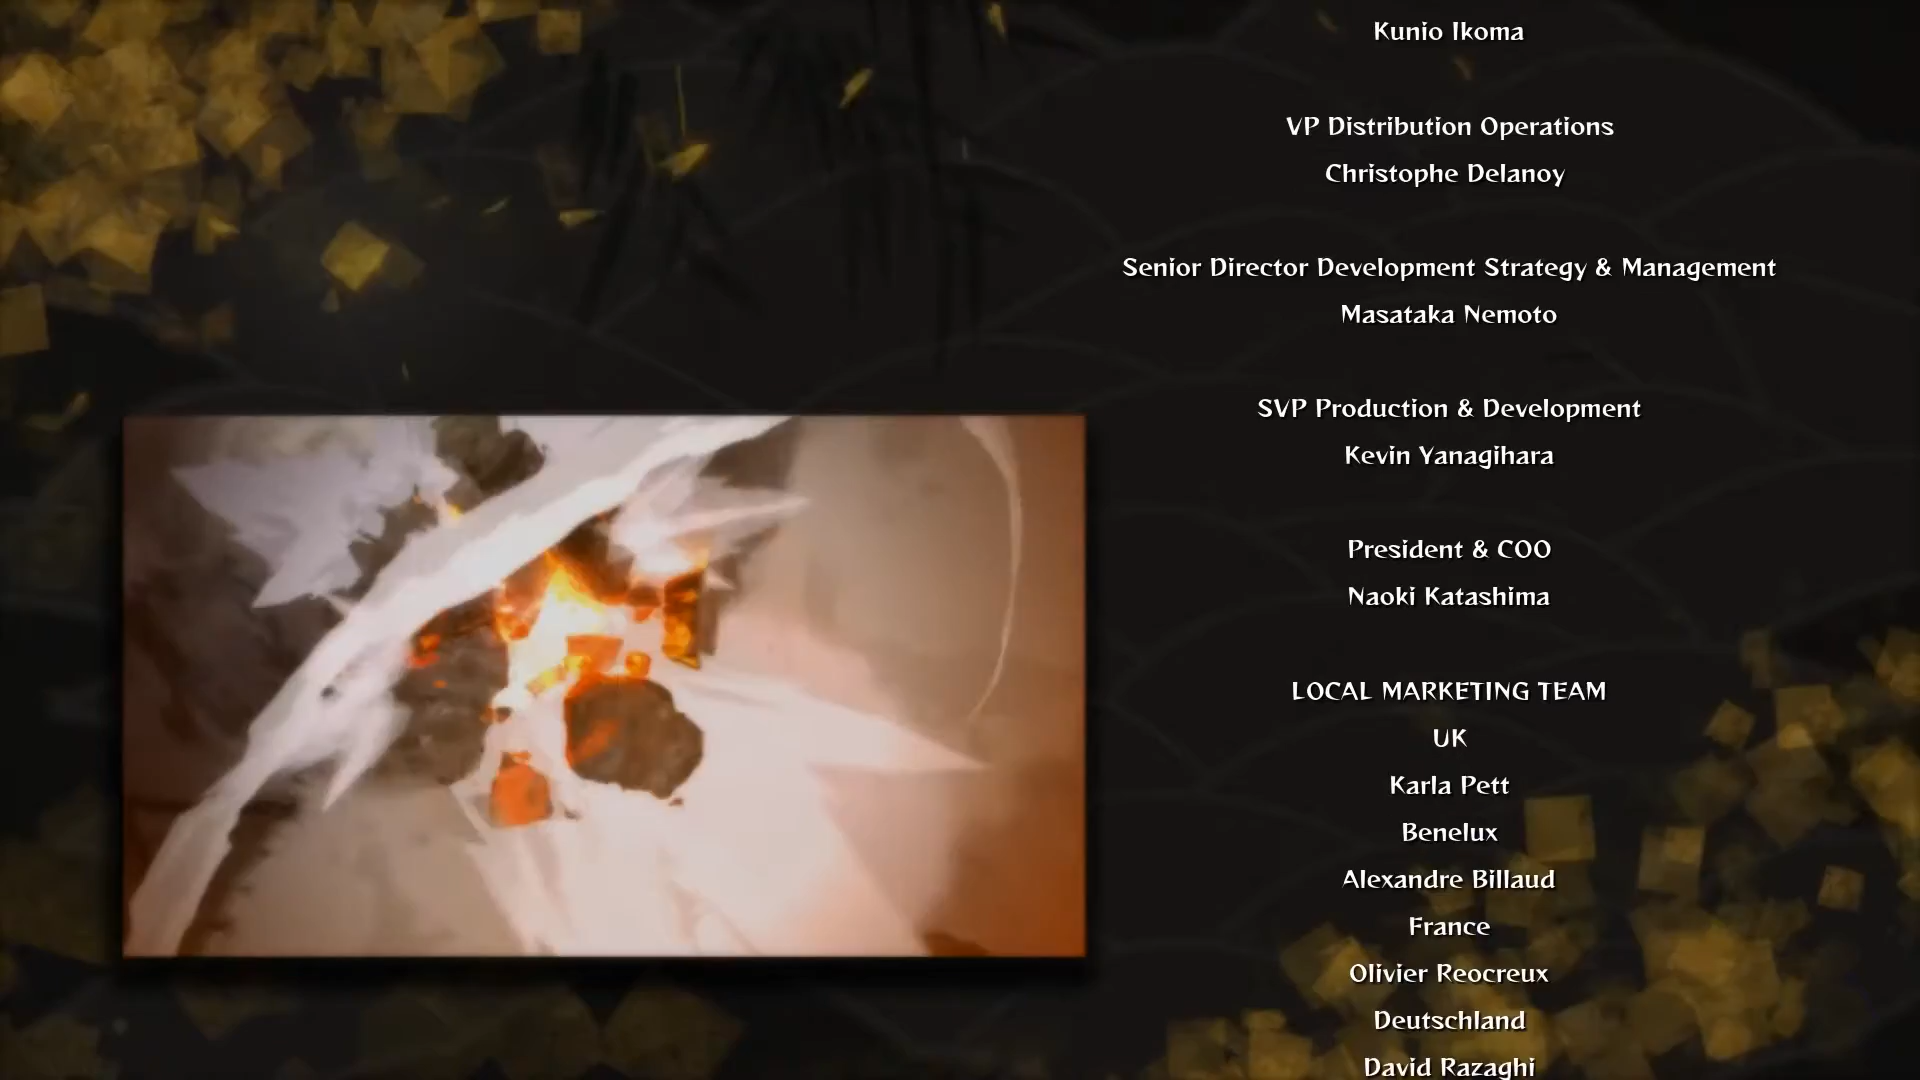 Kunio Ikoma
VP Distribution Operations
Christophe Delanoy
Senior Director Development Strategy & Management
Masataka Nemoto
SVP Production & Development
Kevin Yanagihara
President & COO
Naoki Katashima
LOCAL MARKETING TEAM
UK
Karla Pett
Benelux
Alexandre Billaud
France
Olivier Reocreux
Deutschland
David Razaghi